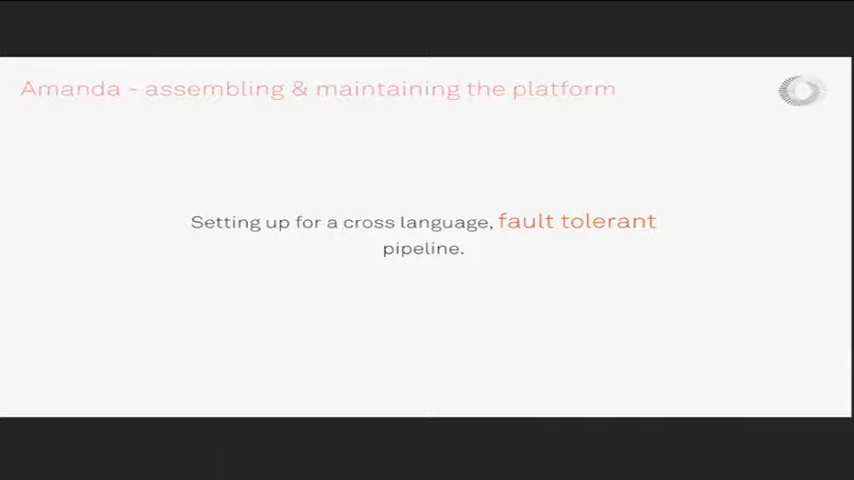 Amanda - assembling & maintaining the platform
Setting up for a cross language, fault tolerant
pipeline.